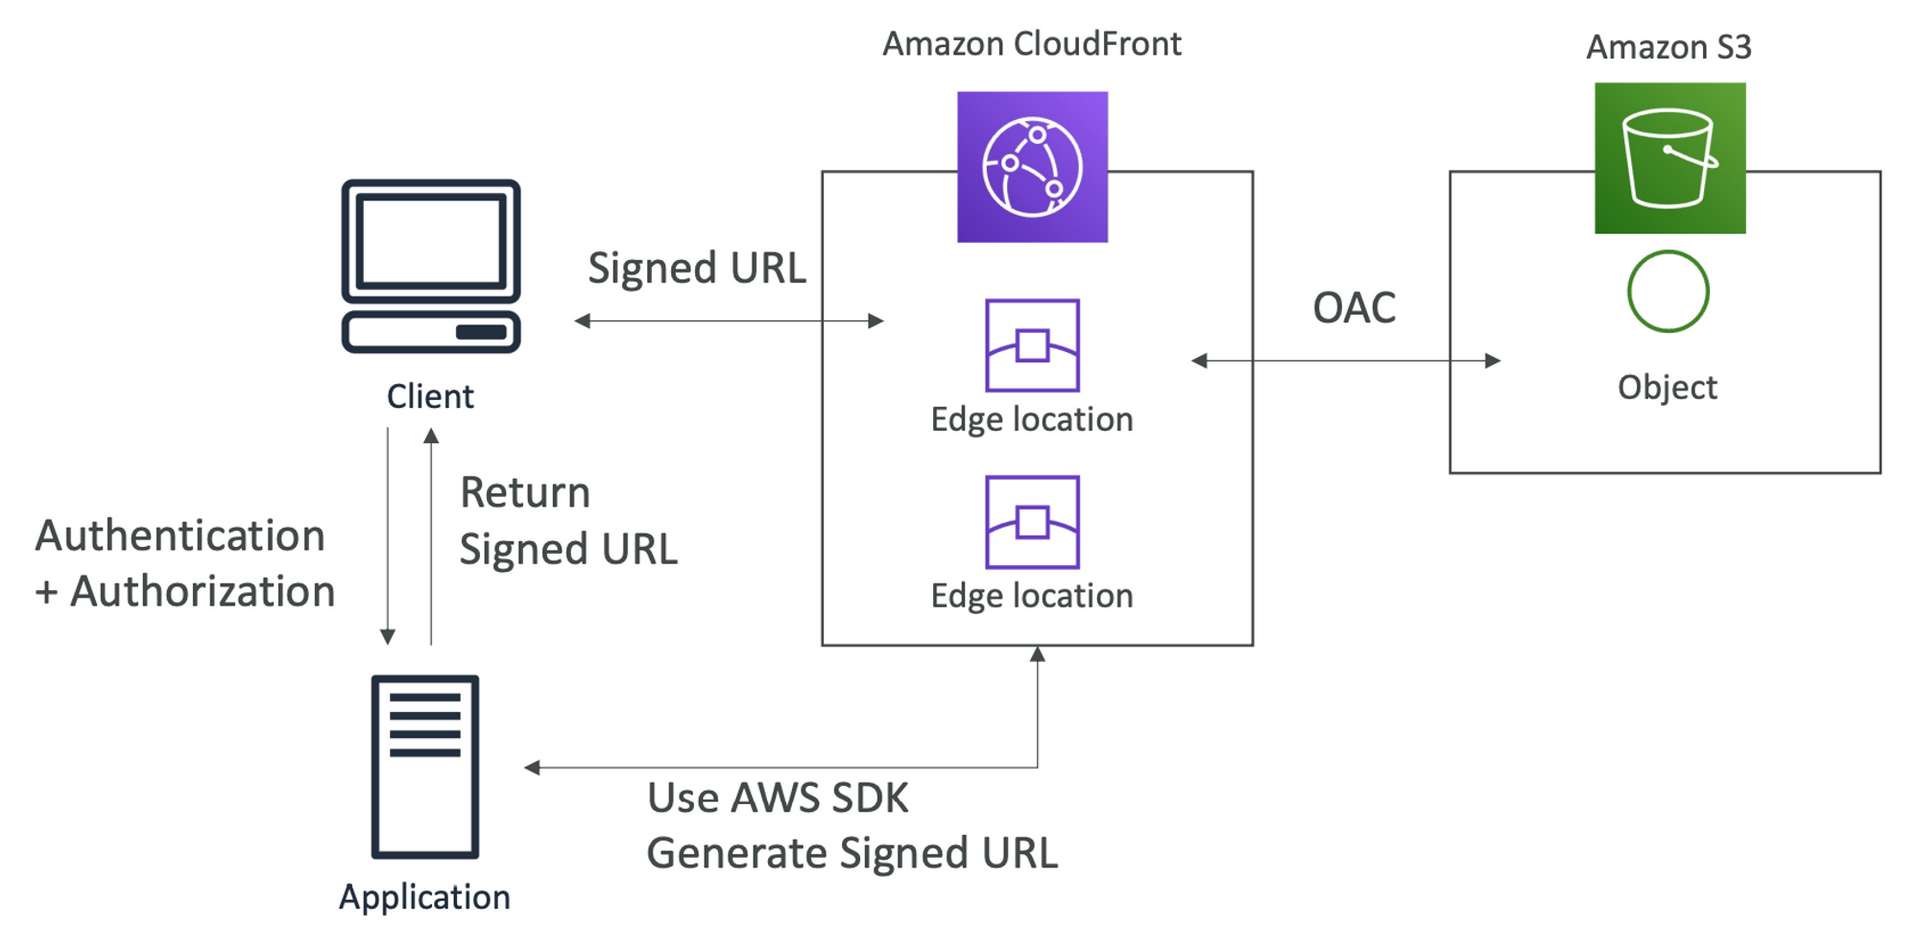 Amazon CloudFront
Amazon S3
Signed URL
OAC
Client
Object
Edge location
Return
Signed URL
Authentication
+ Authorization
Edge location
Use AWS SDK
Generate Signed URL
Application